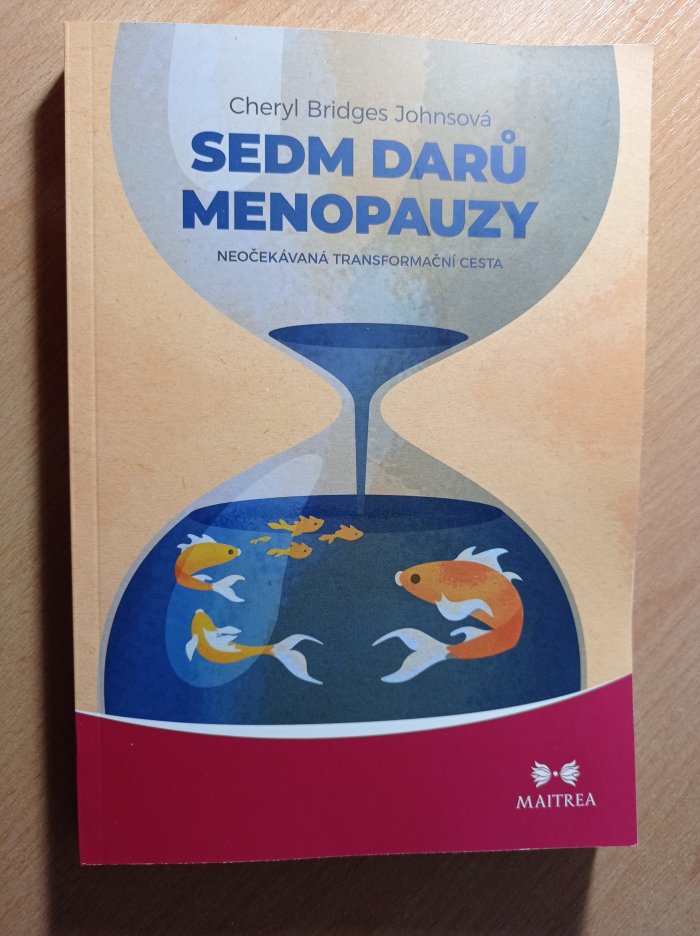 Cheryl Bridges Johnsová
SEDM DARŮ
MENOPAUZY
NEOČEKÁVANÁ TRANSFORMAČNÍ CESTA
MAITREA